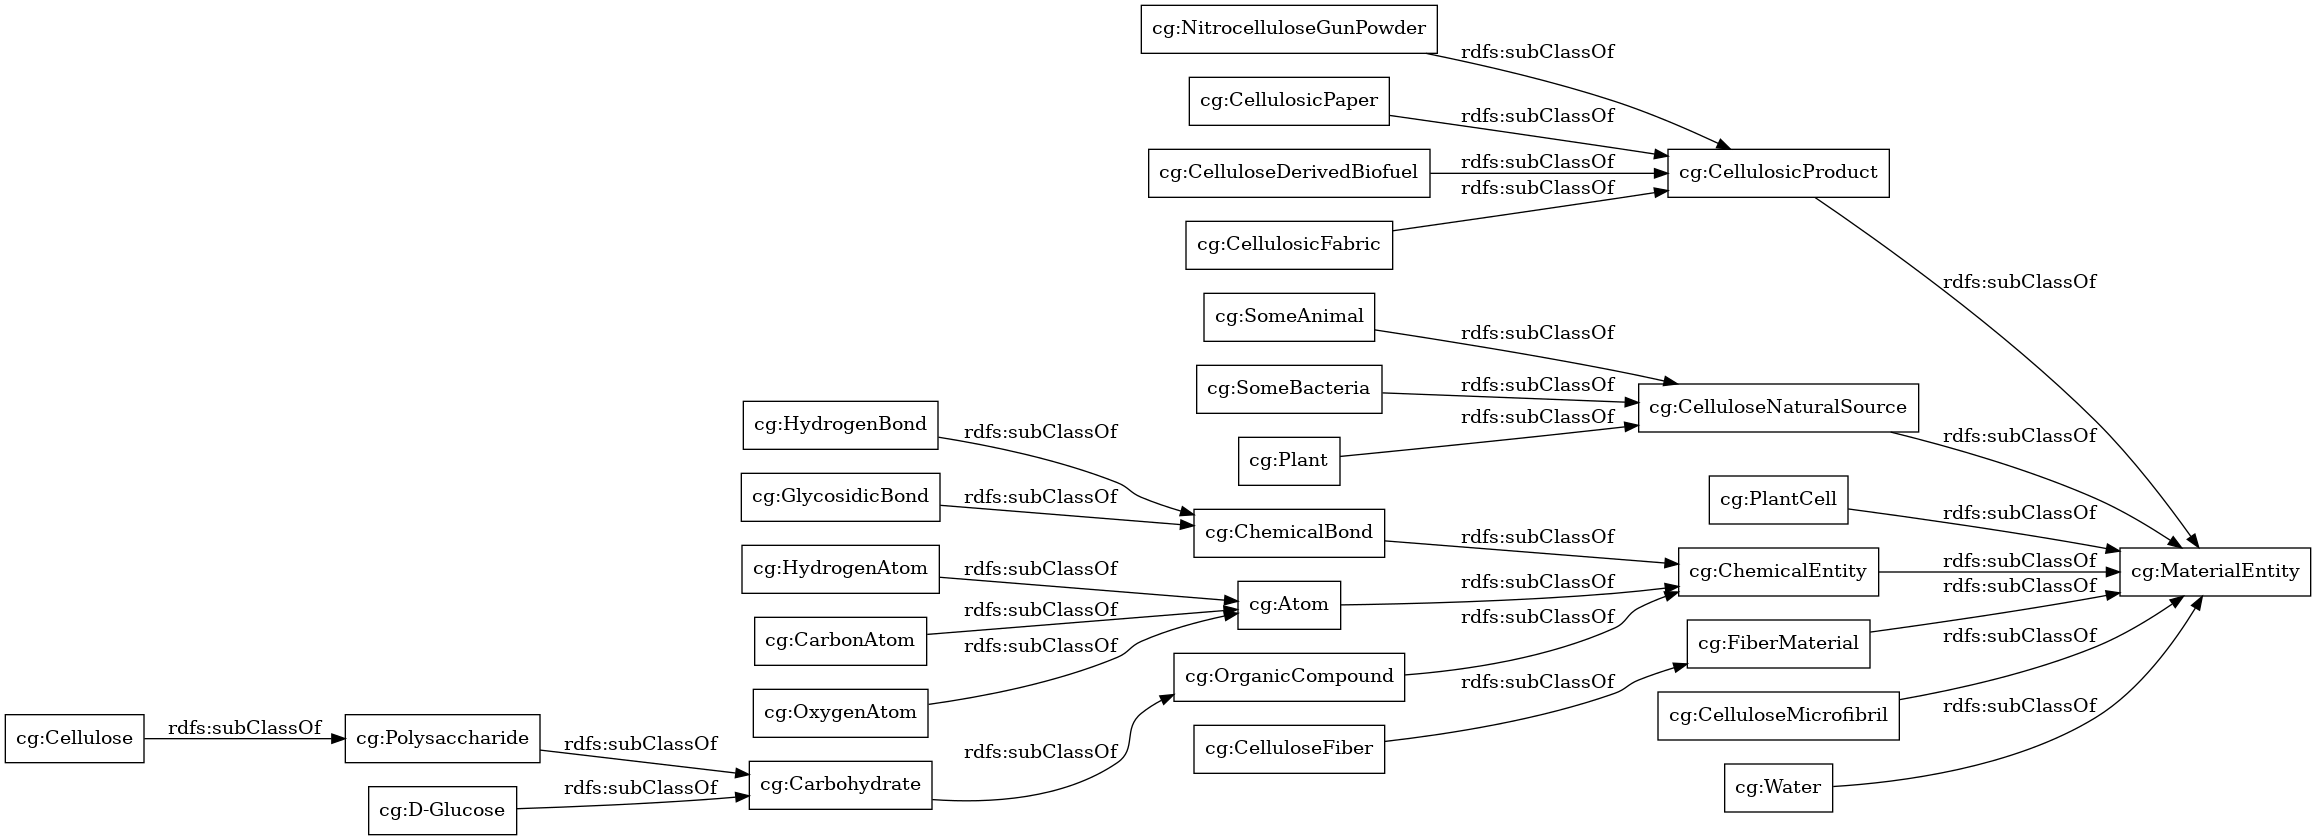 cg:NitrocelluloseGunPowder
rdfs:subClassOf
cg:CellulosicPaper
rdfs:subClassOf
cg:CelluloseDerivedBiofuel
rdfs:subClassOf
cg:CellulosicProduct
rdfs:subClassOf
cg:CellulosicFabric
rdfs:subClassOf
cg:SomeAnimal
rdfs:subClassOf
cg:SomeBacteria
rdfs:subClassOf
cg:CelluloseNaturalSource
rdfs:subClassOf
cg:Plant
rdfs:subClassOf
cg:HydrogenBond
rdfs:subClassOf
cg:GlycosidicBond
rdfs:subClassOf
cg:ChemicalBond
rdfs:subClassOf
cg:PlantCell
rdfs:subClassOf
cg:HydrogenAtom
rdfs:subClassOf
cg:Atom
rdfs:subClassOf
cg:ChemicalEntity
rdfs:subClassOf
cg:MaterialEntity
rdfs:subClassOf
cg:CarbonAtom
rdfs:subClassOf
rdfs:subClassOf
cg:FiberMaterial
rdfs:subClassOf
cg:OxygenAtom
rdfs:subClassOf
cg:OrganicCompound
rdfs:subClassOf
cg:CelluloseMicrofibril
rdfs:subClassOf
cg:Cellulose
rdfs:subClassOf
cg:Polysaccharide
rdfs:subClassOf
cg:CelluloseFiber
cg:D-Glucose
rdfs:subClassOf
cg:Carbohydrate
rdfs:subClassOf
cg:Water